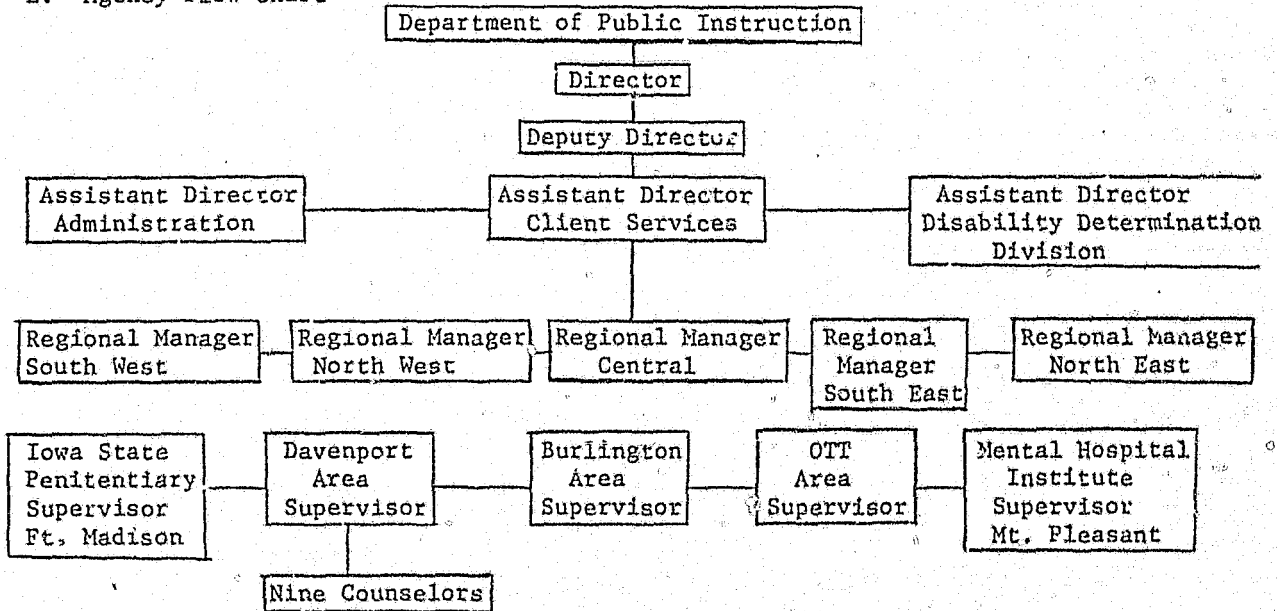 2. Agency Flow Chart
Department of Public Instruction
Director
Deputy Director
Assistant Director
Administration
Assistant Director
Client Services
Assistant Director
Disability Determination
Division
Regional Manager
South West
Regional Manager
North West
Regional Manager
Central
Regional
Manager
South East
Regional Manager
North East
Iowa State
Penitentiary
Supervisor
Ft. Madison
Davenport
Area
Supervisor
Burlington
Area
Supervisor
OTT
Area
Supervisor
Mental Hospital
Institute
Supervisor
Mt. Pleasant
Nine Counselors